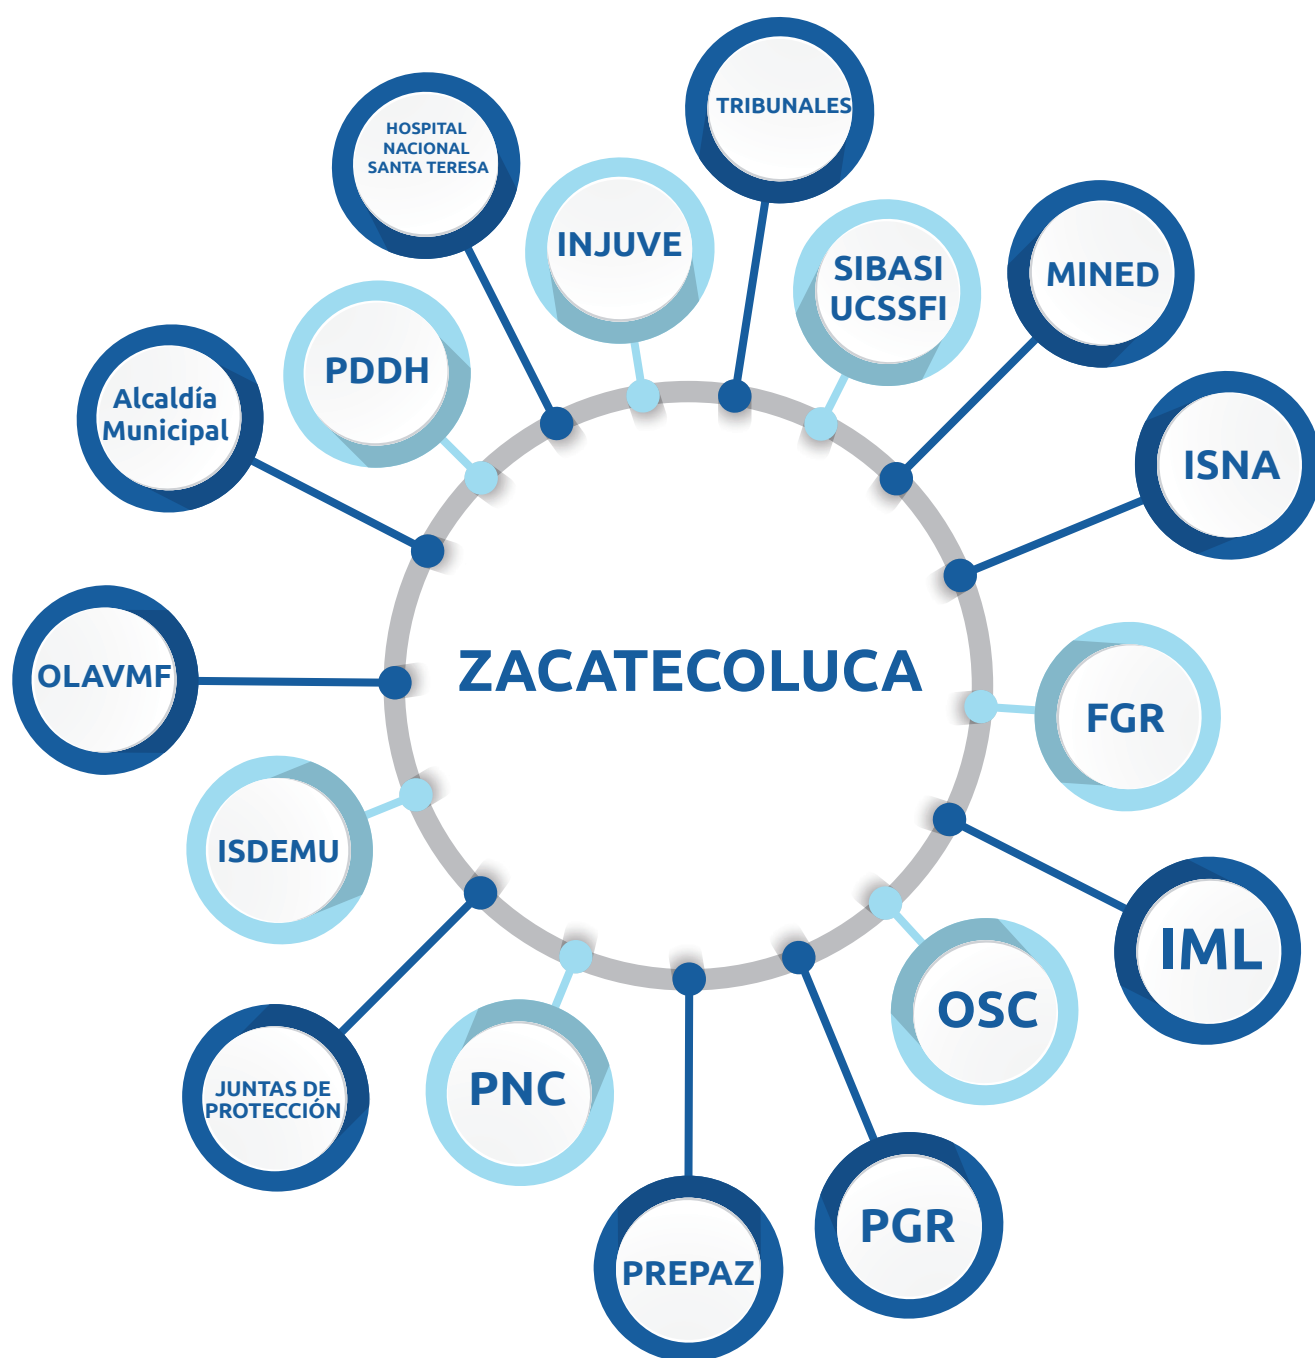 TRIBUNALES
HOSPITAL
NACIONAL
SANTA TERESA
INJUVE
SIBASI
UCSSFI
MINED
PDDH
Alcaldía
Municipal
ISNA
ZACATECOLUCA
OLAVMF
FGR
ISDEMU
IML
OSC
JUNTAS DE
PROTECCIÓN
PNC
PGR
PREPAZ